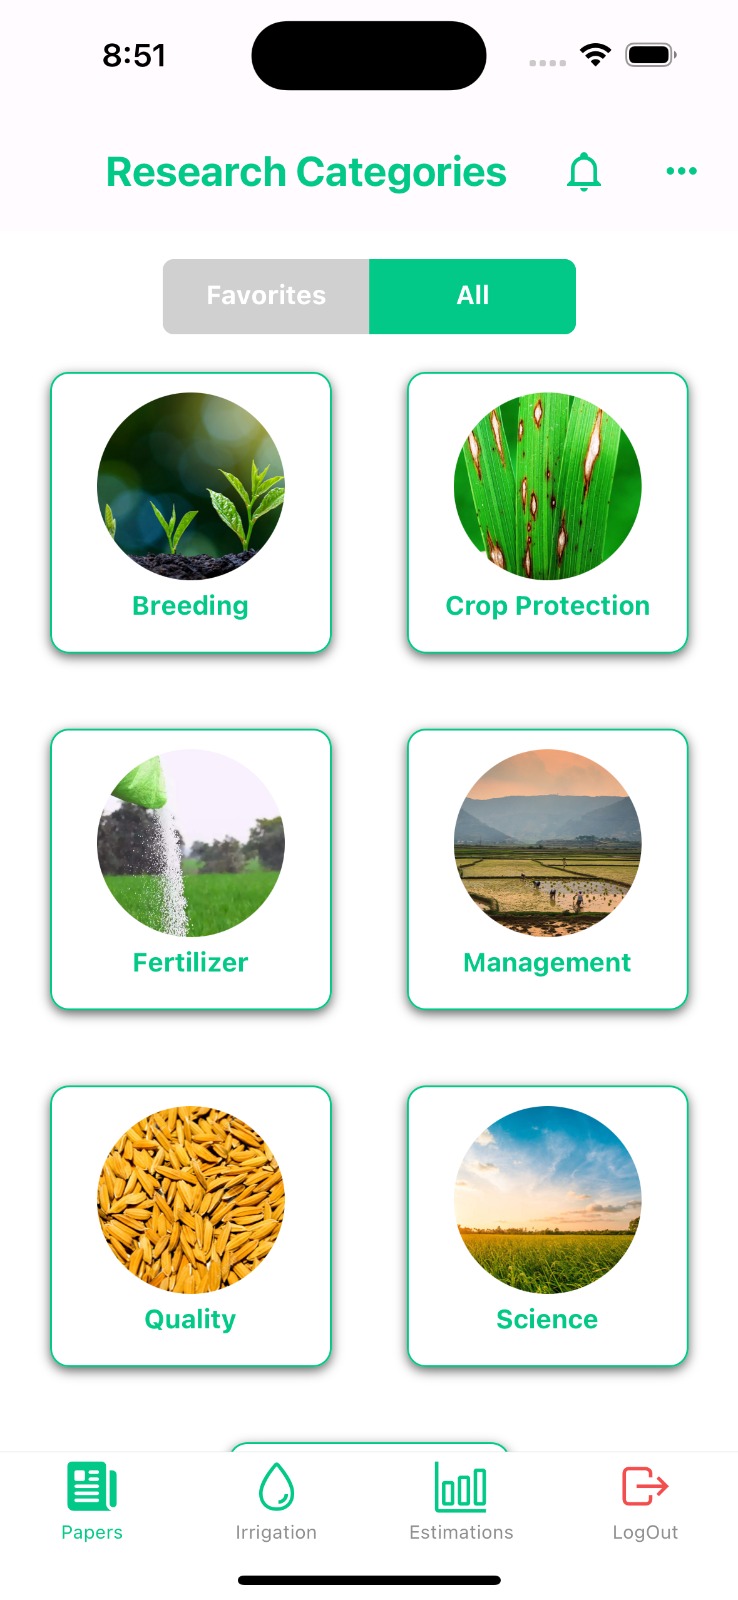 8:51
Research Categories
Favorites
All
Breeding
Crop Protection
Fertilizer
Management
Quality
Science
Papers
Irrigation
Estimations
LogOut